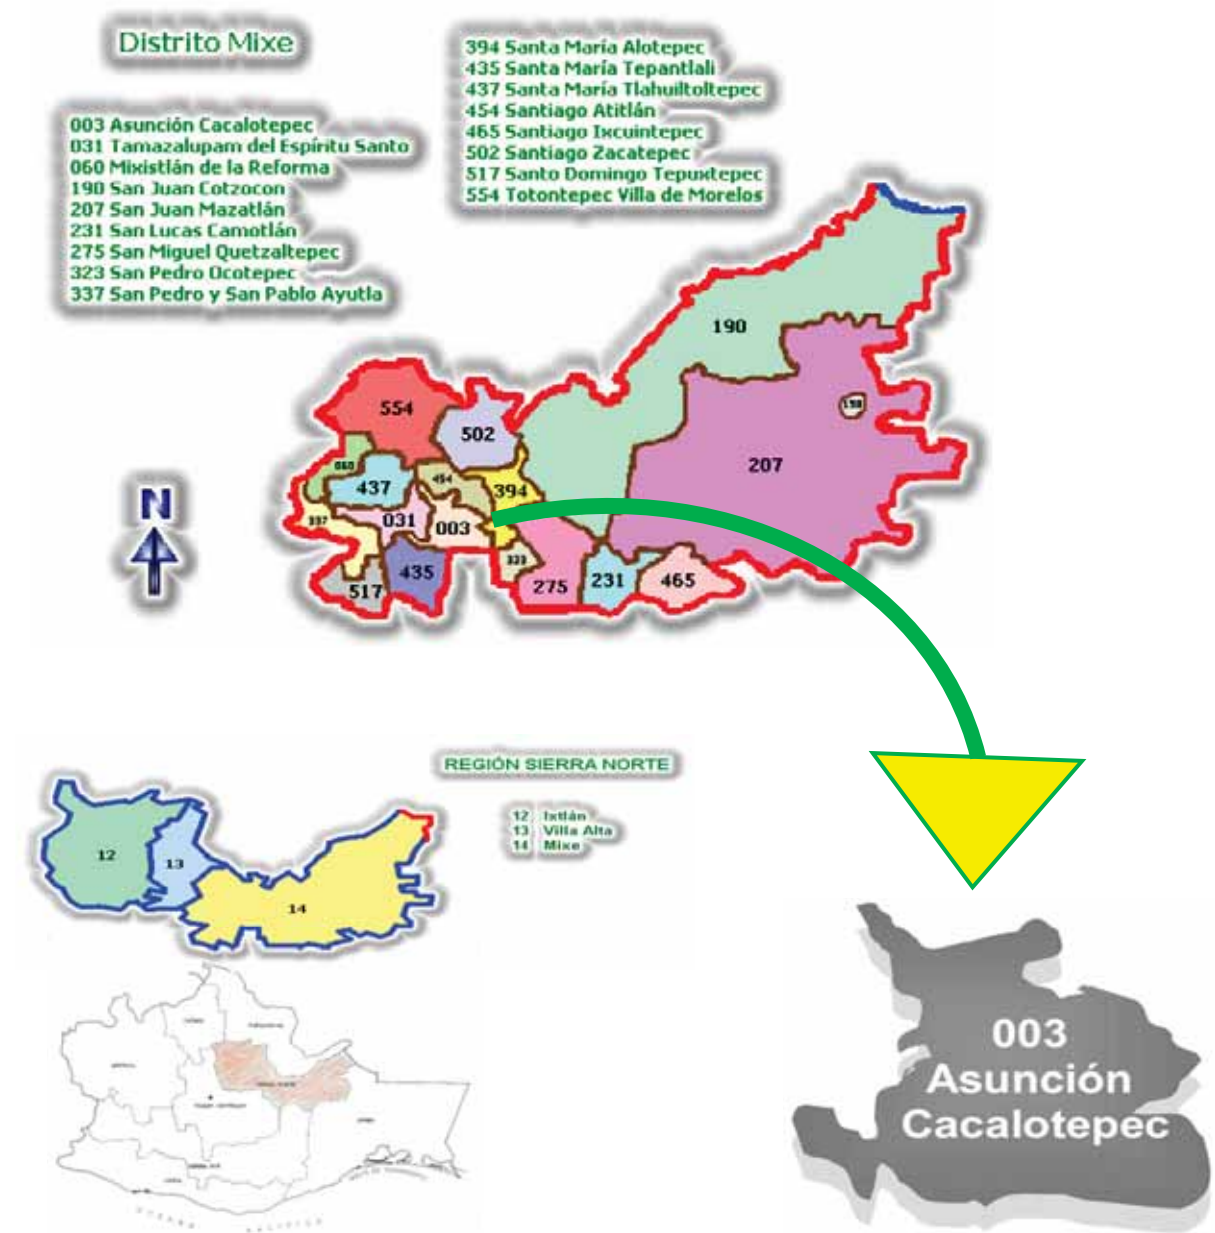 Distrito Mixe
003 Asunción Cacalotepec
031 Tamazalupam del Espíritu Santo
060 Mixistlán de la Reforma
190 San Juan Cotzocon
207 San Juan Mazatlán
231 San Lucas Camotlán
275 San Miguel Quetzaltepec
323 San Pedro Ocotepec
337 San Pedro y San Pablo Ayutla
394 Santa María Alotepec
435 Santa María Tepantlali
437 Santa María Tlahuiltoltepec
454 Santiago Atitlán
465 Santiago Ixcuintepec
502 Santiago Zacatepec
517 Santo Domingo Tepuxtepec
554 Totontepec Villa de Morelos
190
554
502
190
207
060
437
454
394
337
031
003
323
517
435
275
231
465
N
REGIÓN SIERRA NORTE
12 Ixtlán
13 Villa Alta
14 Mixe
12
13
14
003
Asunción
Cacalotepec